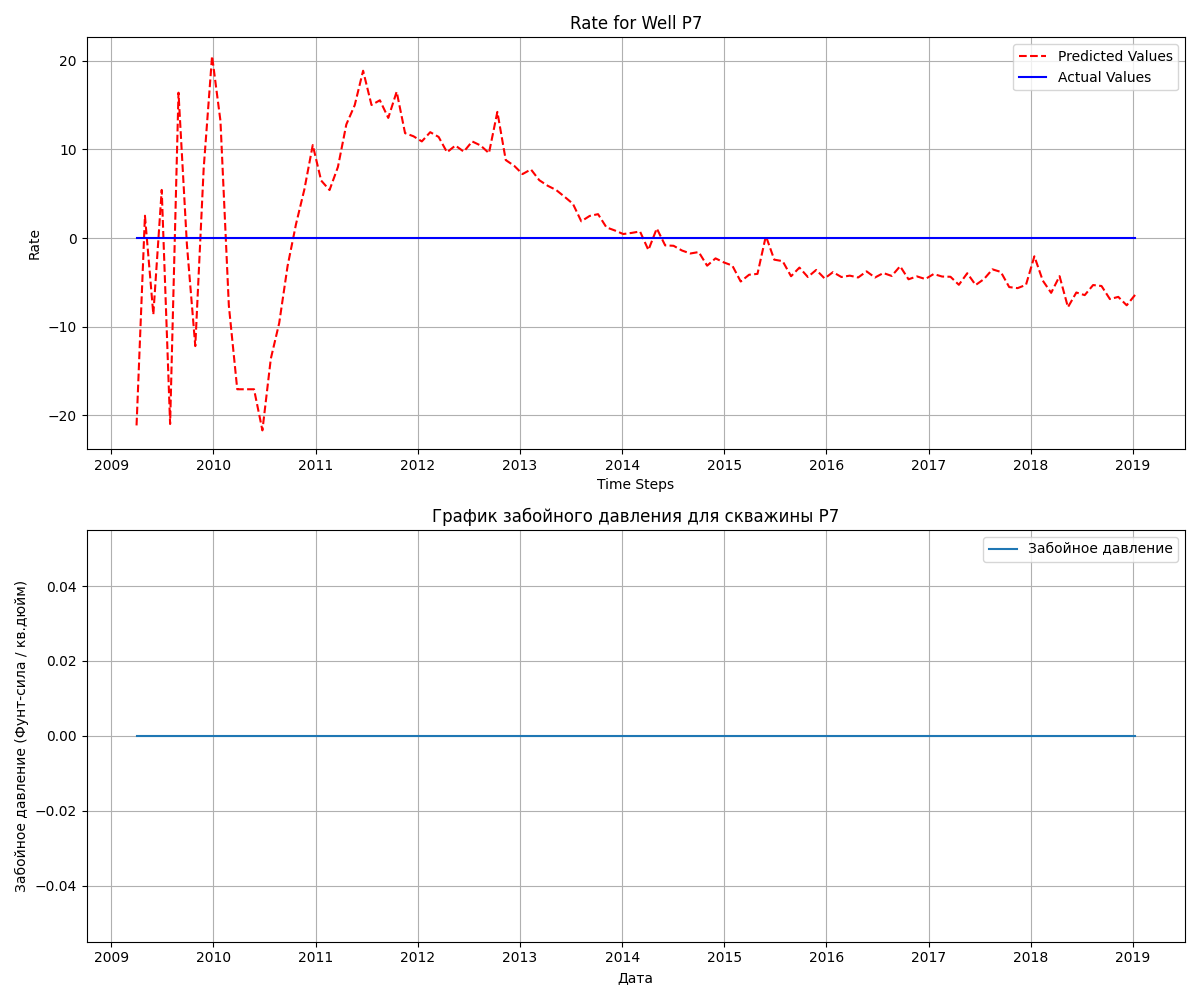 Rate for Well P7
Predicted Values
Actual Values
Rate
20
10
0
−10
−20
2009 2010 2011 2012 2013 2014 2015 2016 2017 2018 2019
Time Steps
График забойного давления для скважины P7
Забойное давление
Забойное давление (Фунт-сила / кв.дюйм)
0.04
0.02
0.00
−0.02
−0.04
2009 2010 2011 2012 2013 2014 2015 2016 2017 2018 2019
Дата